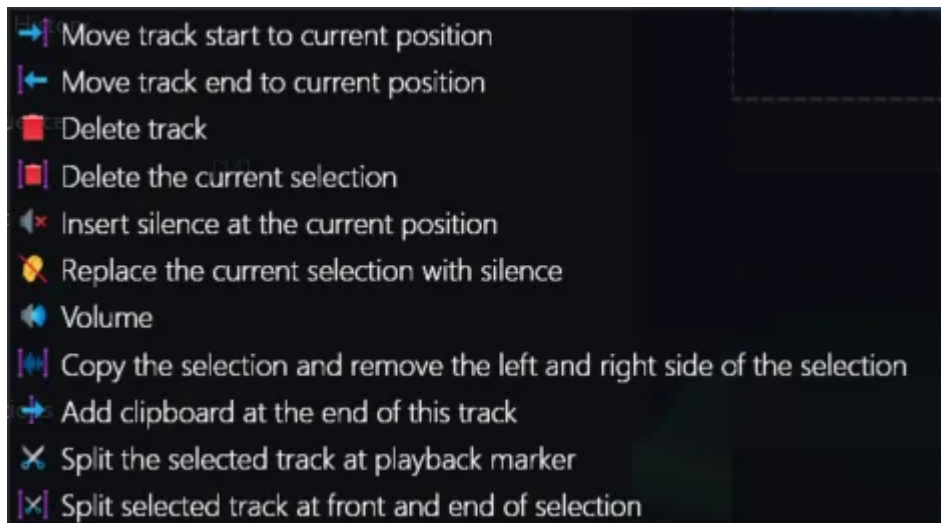 Move track start to current position
Move track end to current position
Delete track
Delete the current selection
Insert silence at the current position
Replace the current selection with silence
Volume
Copy the selection and remove the left and right side of the selection
Add clipboard at the end of this track
Split the selected track at playback marker
Split selected track at front and end of selection